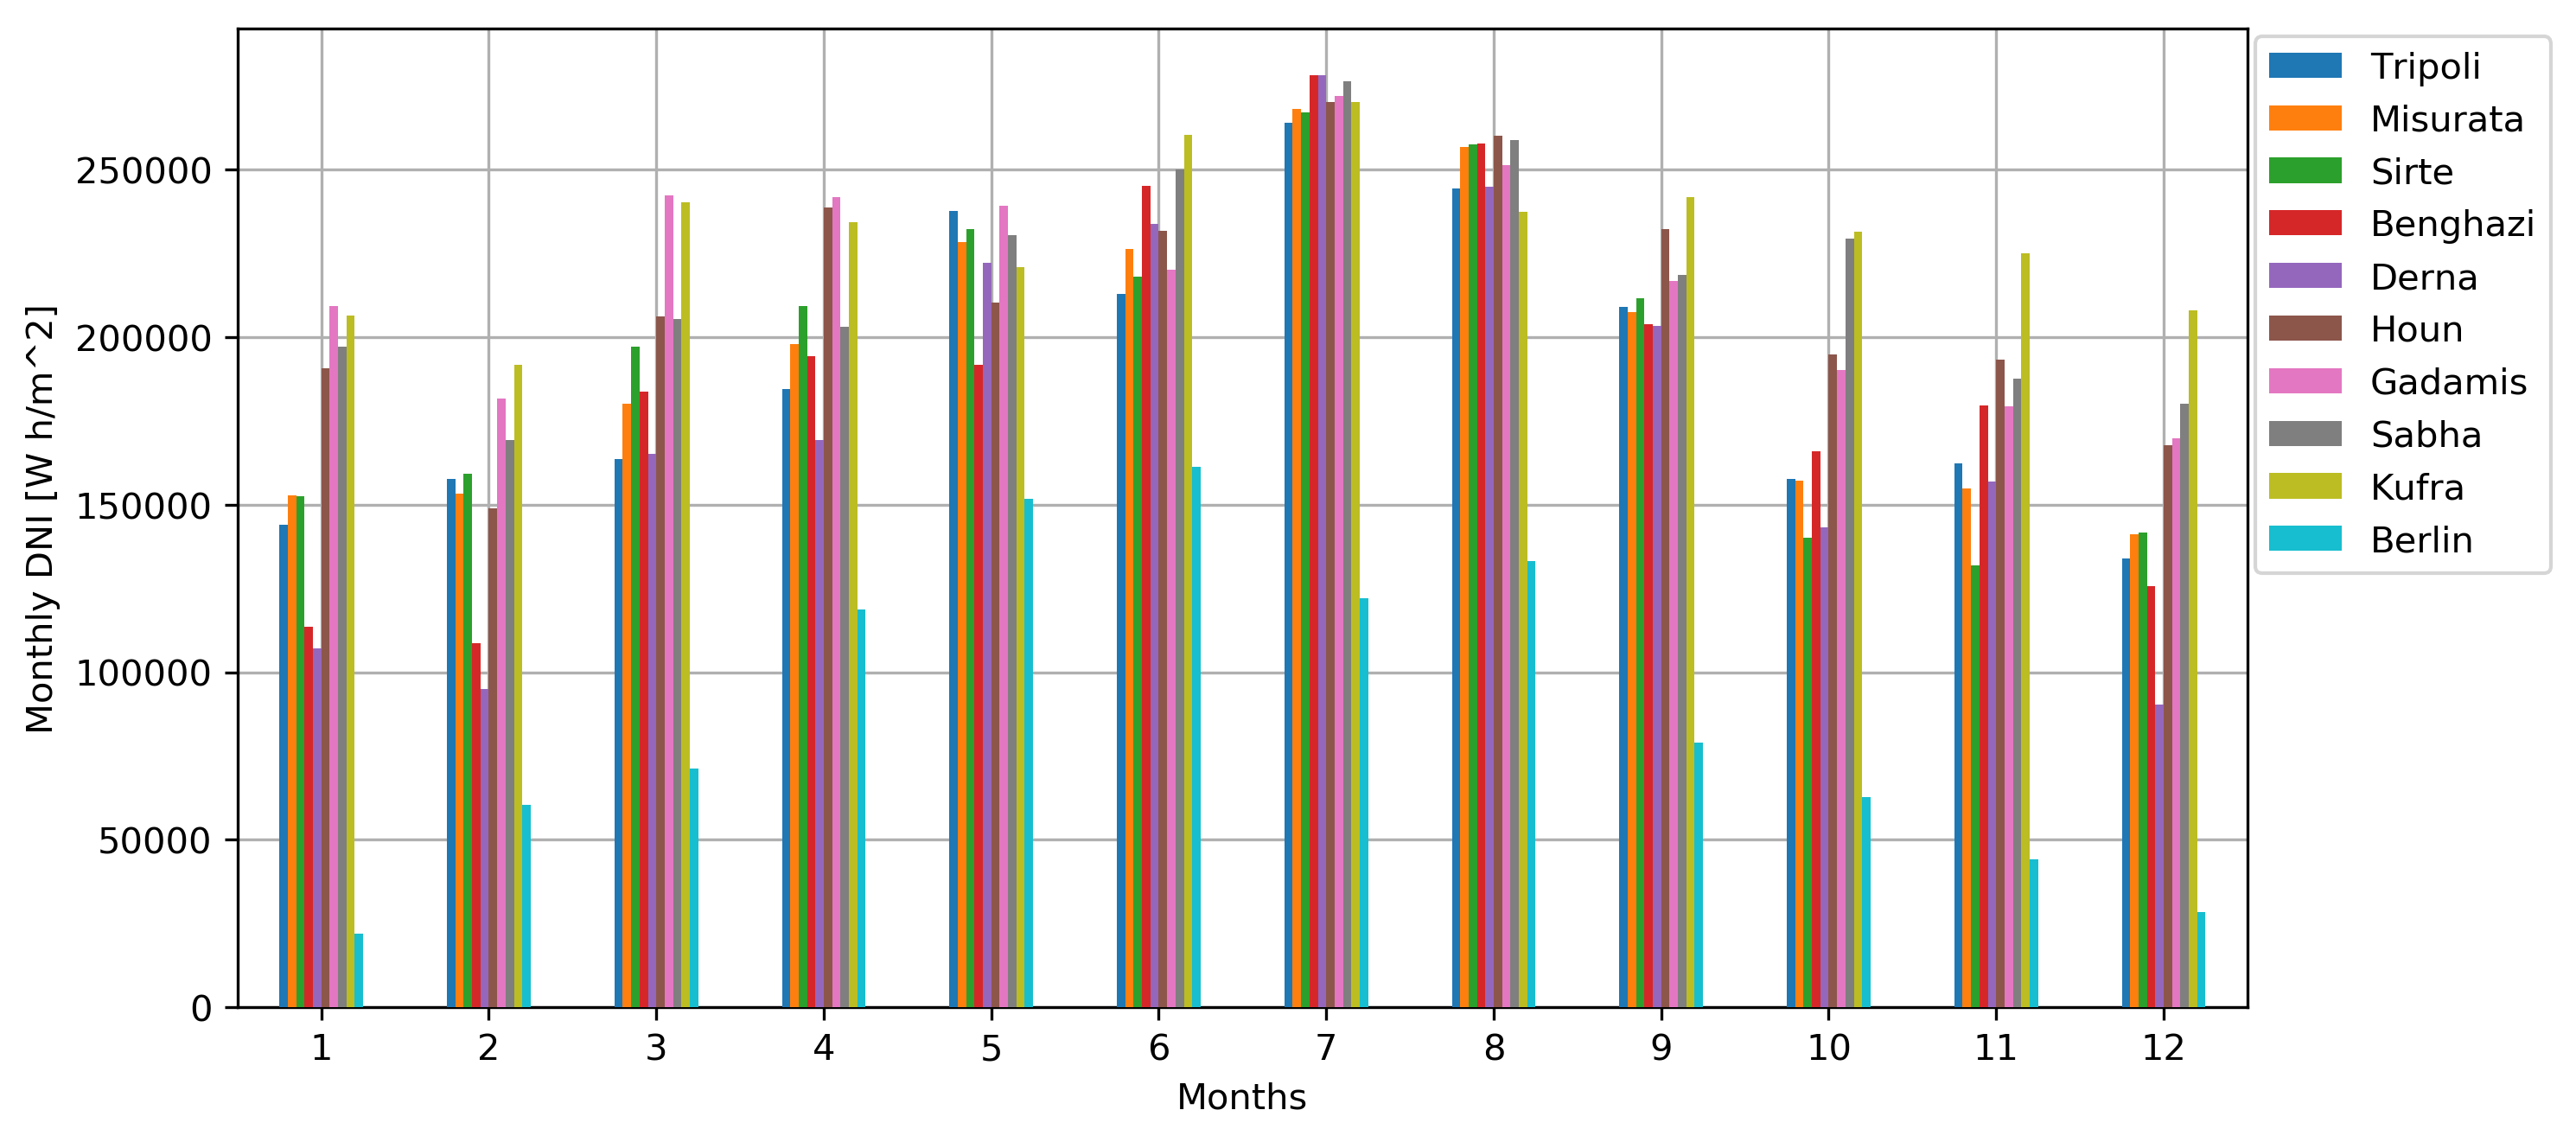 250000
200000
150000
100000
50000
0
Monthly DNI [W h/m^2]
1 2 3 4 5 6 7 8 9 10 11 12
Months
Tripoli
Misurata
Sirte
Benghazi
Derna
Houn
Gadamis
Sabha
Kufra
Berlin